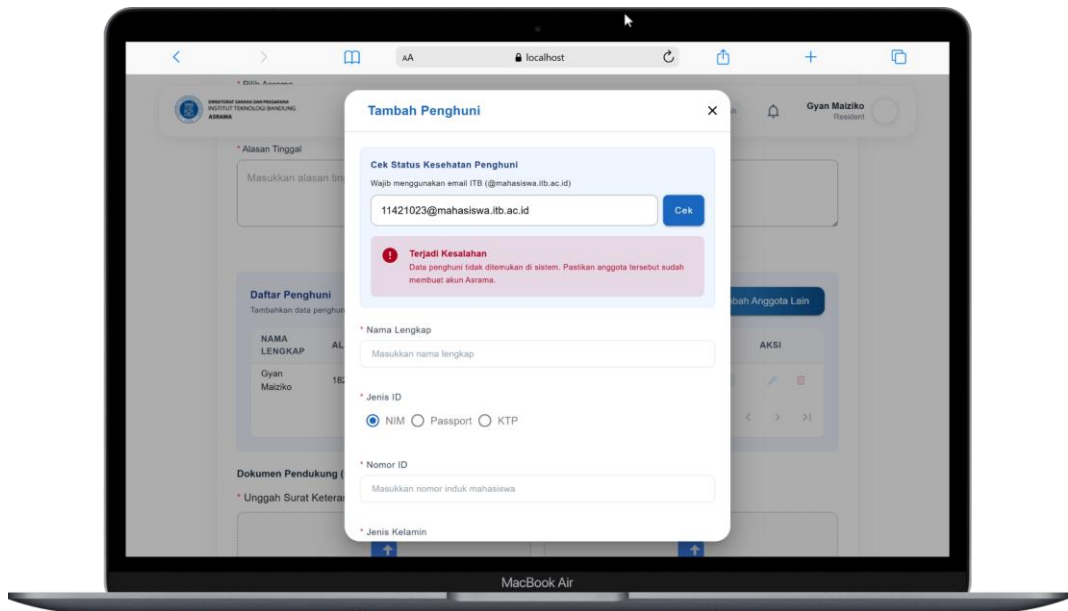 AA
localhost
DIREKTORAT SARANA DAN PRASARANA
INSTITUT TEKNOLOGI BANDUNG
ASRAMA
Gyan Maiziko
Resident
* Alasan Tinggal
Masukkan alasan
Daftar Penghuni
Tambahkan data
Anggota Lain
NAMA
LENGKAP
AKSI
Gyan
Maiziko
Dokumen Pendukung (
* Unggah Surat
Tambah Penghuni
Cek Status Kesehatan Penghuni
Wajib menggunakan email ITB (@mahasiswa.itb.ac.id)
11421023@mahasiswa.itb.ac.id
Cek
Terjadi Kesalahan
Data penghuni tidak ditemukan di sistem. Pastikan anggota tersebut sudah
membuat akun Asrama.
* Nama Lengkap
Masukkan nama lengkap
* Jenis ID
NIM Passport KTP
* Nomor ID
Masukkan nomor induk mahasiswa
* Jenis Kelamin
MacBook Air